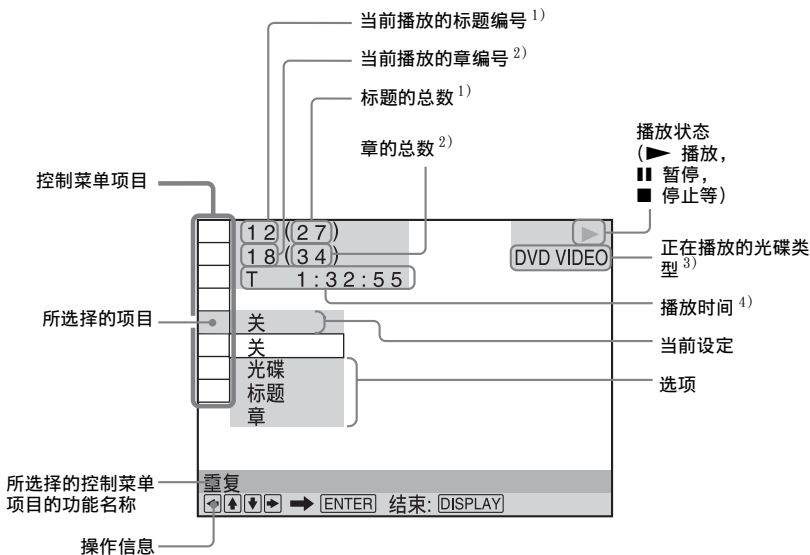 当前播放的标题编号 1)
当前播放的章编号 2)
标题的总数 1)
章的总数 2)
播放状态
(▶ 播放,
▮▮ 暂停,
■ 停止等)
控制菜单项目
12(27)
18(34)
T 1:32:55
▶
DVD VIDEO
正在播放的光碟类
型 3)
播放时间 4)
所选择的项目
关
当前设定
关
光碟
标题
章
选项
所选择的控制菜单
项目的功能名称
重复
←↑↓→ ➡ ENTER 结束: DISPLAY
操作信息